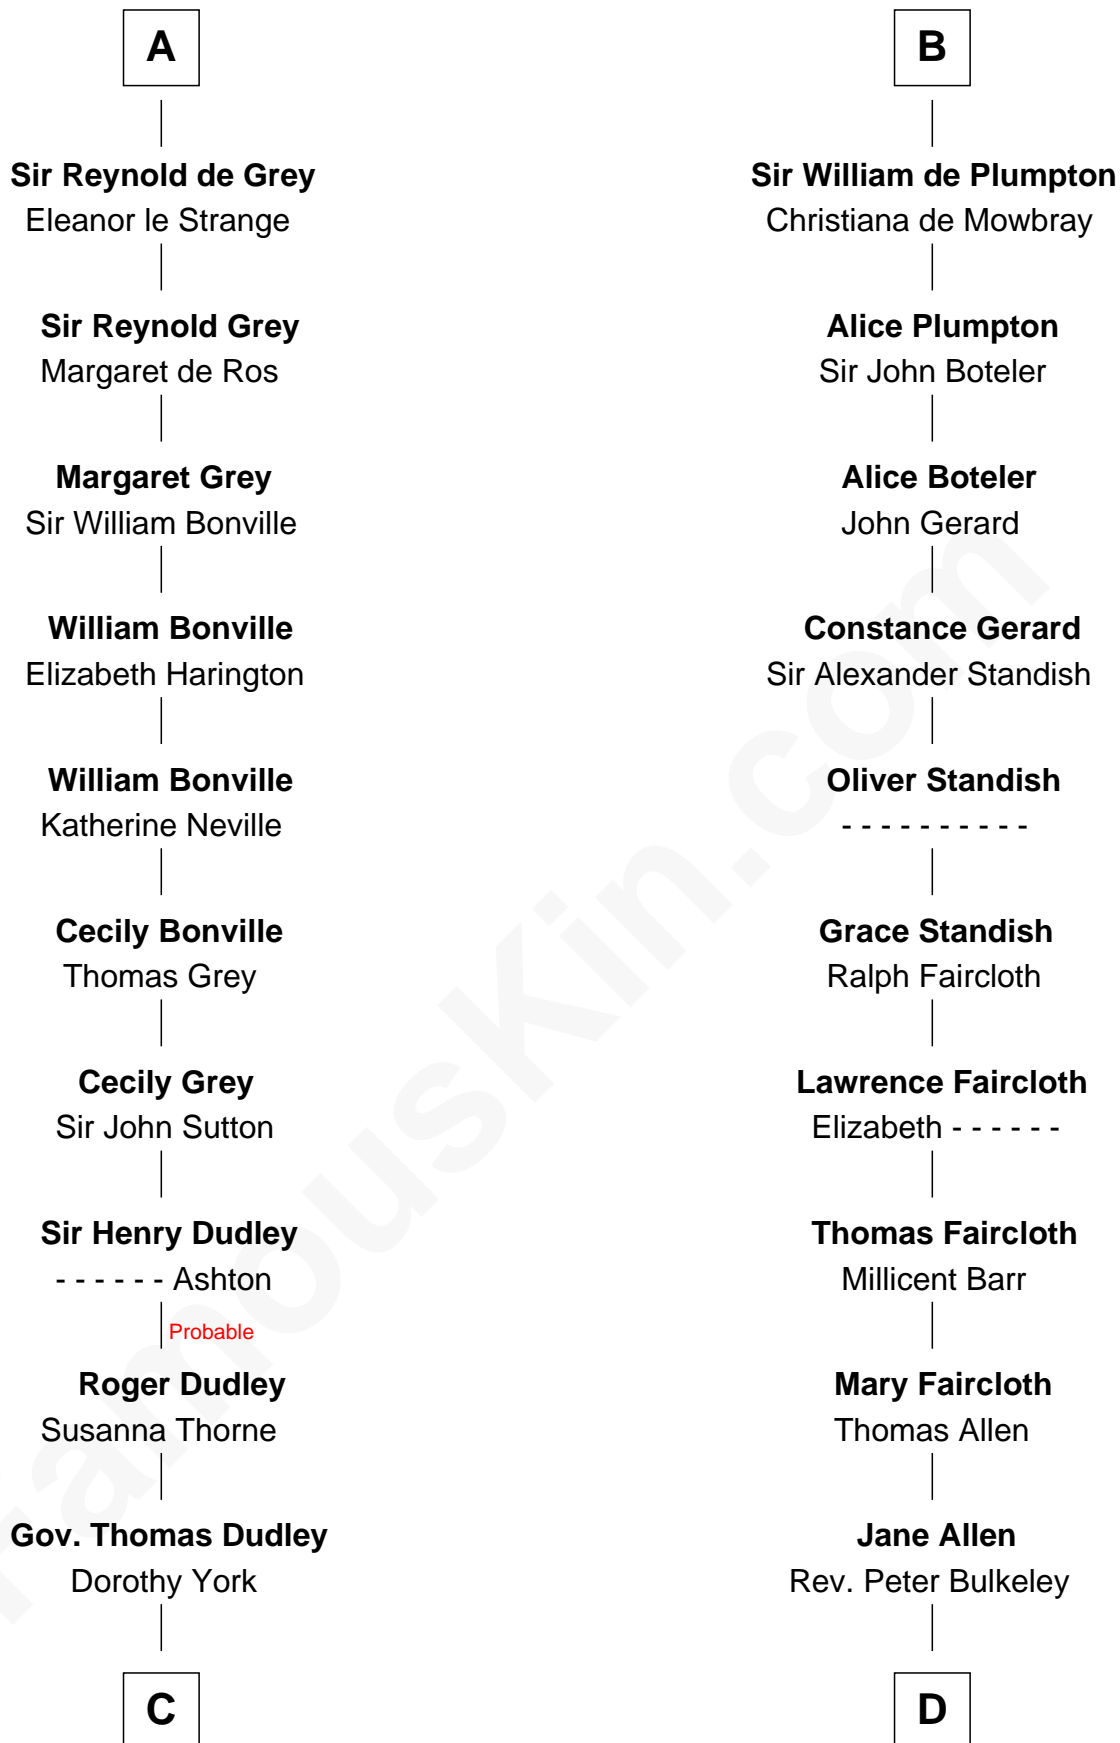 A
Sir Reynold de Grey
Eleanor le Strange
Sir Reynold Grey
Margaret de Ros
Margaret Grey
Sir William Bonville
William Bonville
Elizabeth Harington
William Bonville
Katherine Neville
Cecily Bonville
Thomas Grey
Cecily Grey
Sir John Sutton
Sir Henry Dudley
- - - - - - Ashton
Probable
Roger Dudley
Susanna Thorne
Gov. Thomas Dudley
Dorothy York
C
B
Sir William de Plumpton
Christiana de Mowbray
Alice Plumpton
Sir John Boteler
Alice Boteler
John Gerard
Constance Gerard
Sir Alexander Standish
Oliver Standish
- - - - - - - - - -
Grace Standish
Ralph Faircloth
Lawrence Faircloth
Elizabeth - - - - - -
Thomas Faircloth
Millicent Barr
Mary Faircloth
Thomas Allen
Jane Allen
Rev. Peter Bulkeley
D
FamousKin.com